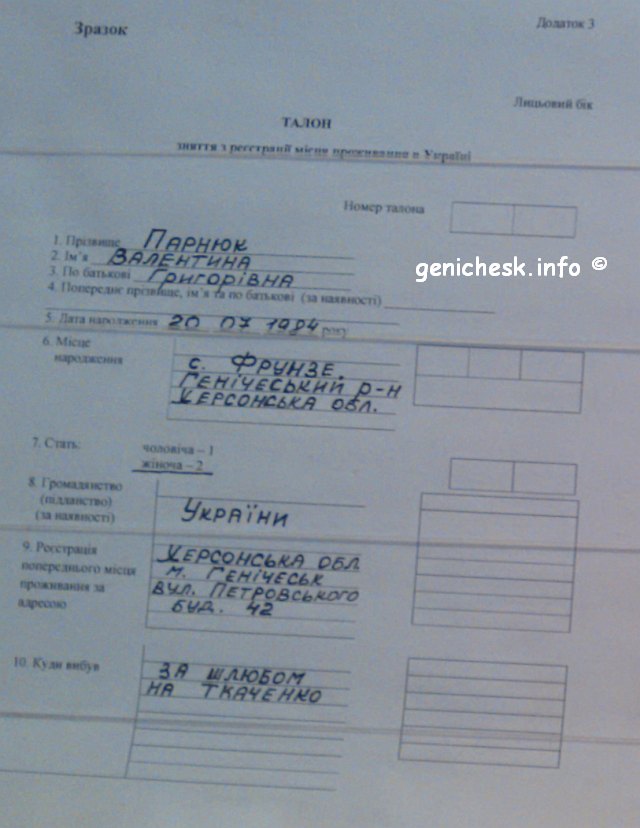 Зразок
Додаток 3
Лицьовий бік
ТАЛОН
зняття з реєстрації місця проживання в Україні
Номер талона
1. Прізвище ПАРНЮК
2. Ім'я ВАЛЕНТИНА
3. По батькові ГРИГОРІВНА
genichesk.info ©
4. Попереднє прізвище, ім'я та по батькові (за наявності)
5. Дата народження 20 07 1984 року
6. Місце
народження
с. ФРУНЗЕ,
ГЕНІЧЕСЬКИЙ р-н
ХЕРСОНСЬКА ОБЛ.
7. Стать: чоловіча – 1
жіноча – 2
8. Громадянство
(підданство)
(за наявності)
УКРАЇНИ
9. Реєстрація
попереднього місця
проживання за
адресою
ХЕРСОНСЬКА ОБЛ
М. ГЕНІЧЕСЬК
ВУЛ. ПЕТРОВСЬКОГО
БУД. 42
10. Куди вибув
ЗА ШЛЮБОМ
НА ТКАЧЕНКО